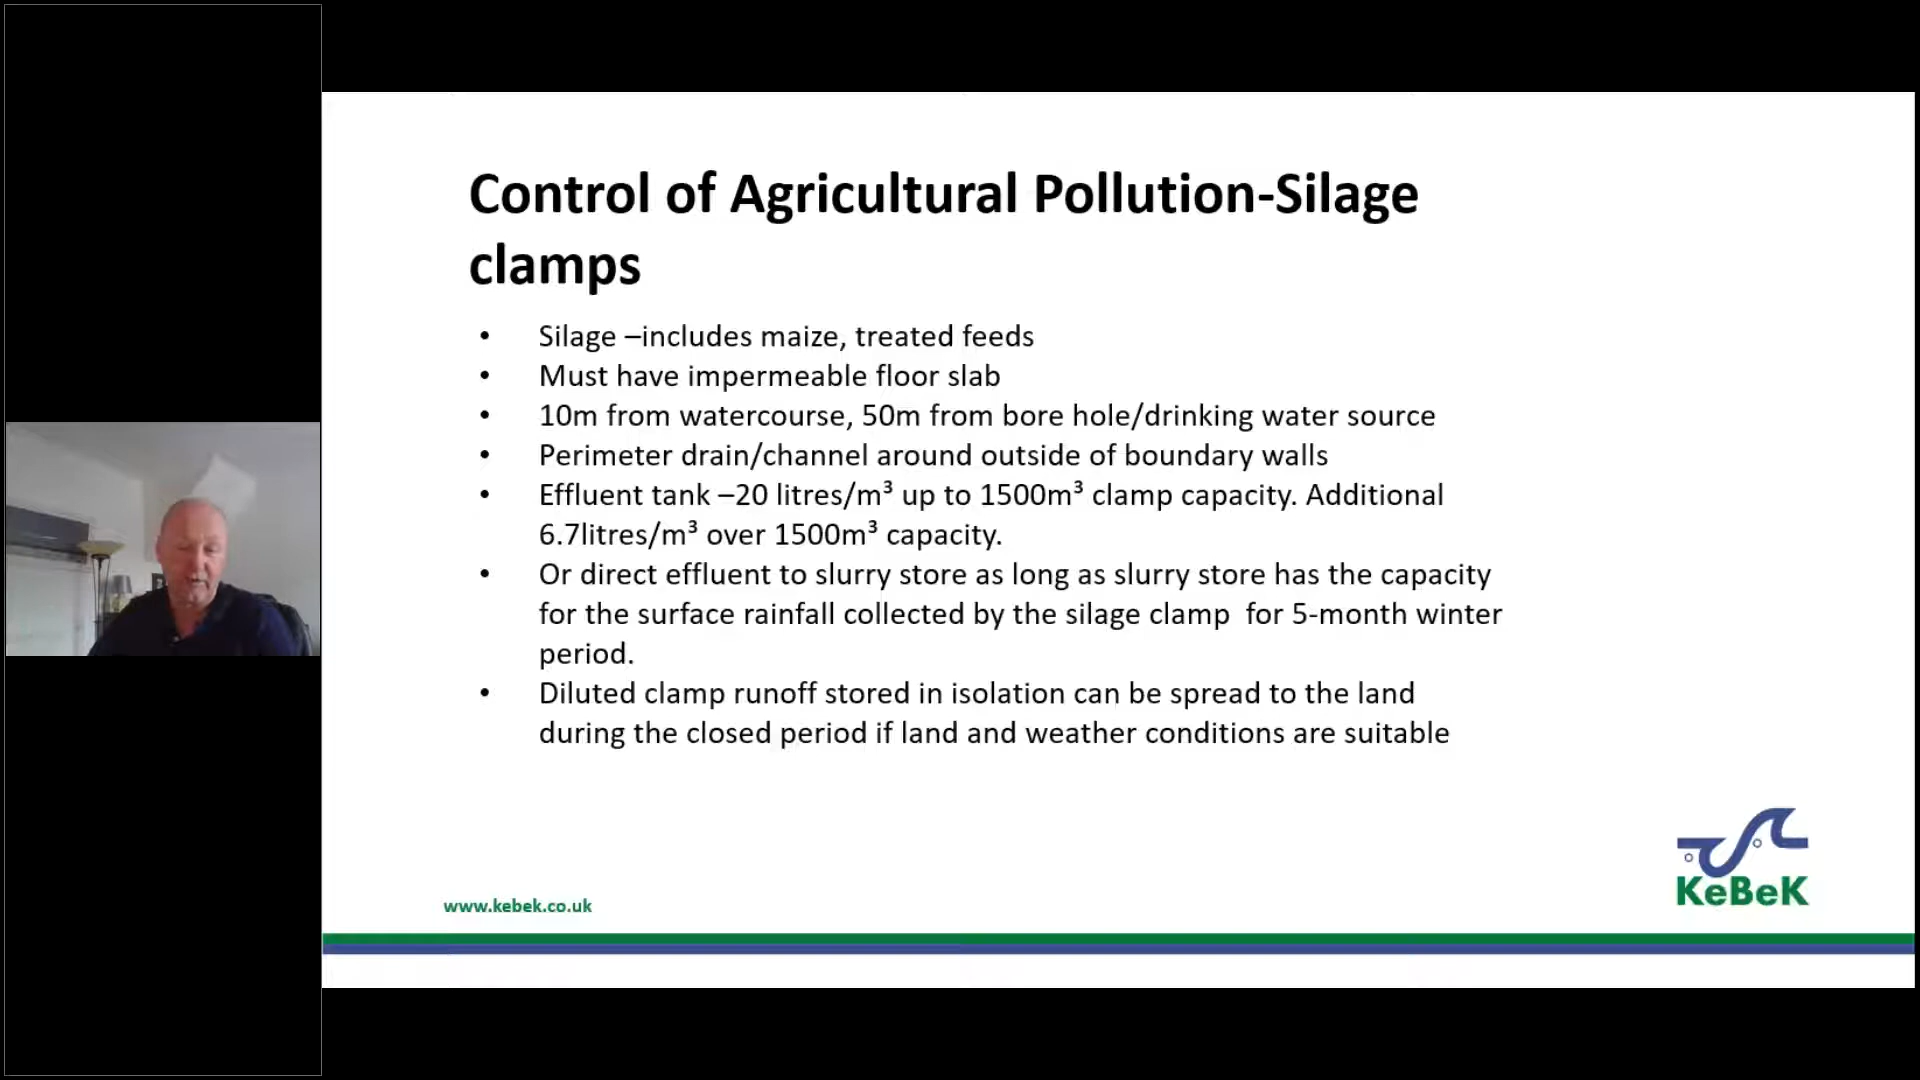 Control of Agricultural Pollution-Silage
clamps
• Silage –includes maize, treated feeds
• Must have impermeable floor slab
• 10m from watercourse, 50m from bore hole/drinking water source
• Perimeter drain/channel around outside of boundary walls
• Effluent tank –20 litres/m³ up to 1500m³ clamp capacity. Additional
6.7litres/m³ over 1500m³ capacity.
• Or direct effluent to slurry store as long as slurry store has the capacity
for the surface rainfall collected by the silage clamp for 5-month winter
period.
• Diluted clamp runoff stored in isolation can be spread to the land
during the closed period if land and weather conditions are suitable
KeBeK
www.kebek.co.uk